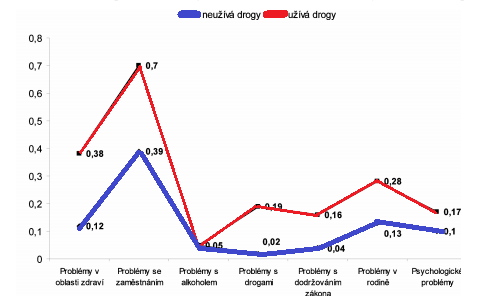 neužívá drogy užívá drogy
0,8
0,7
0,6
0,5
0,4
0,3
0,2
0,1
0
0,38
0,7
0,19
0,16
0,28
0,17
0,12
0,39
0,05
0,02
0,04
0,13
0,1
Problémy v
oblasti zdraví
Problémy se
zaměstnáním
Problémy s
alkoholem
Problémy s
drogami
Problémy s
dodržováním
zákona
Problémy v
rodině
Psychologické
problémy